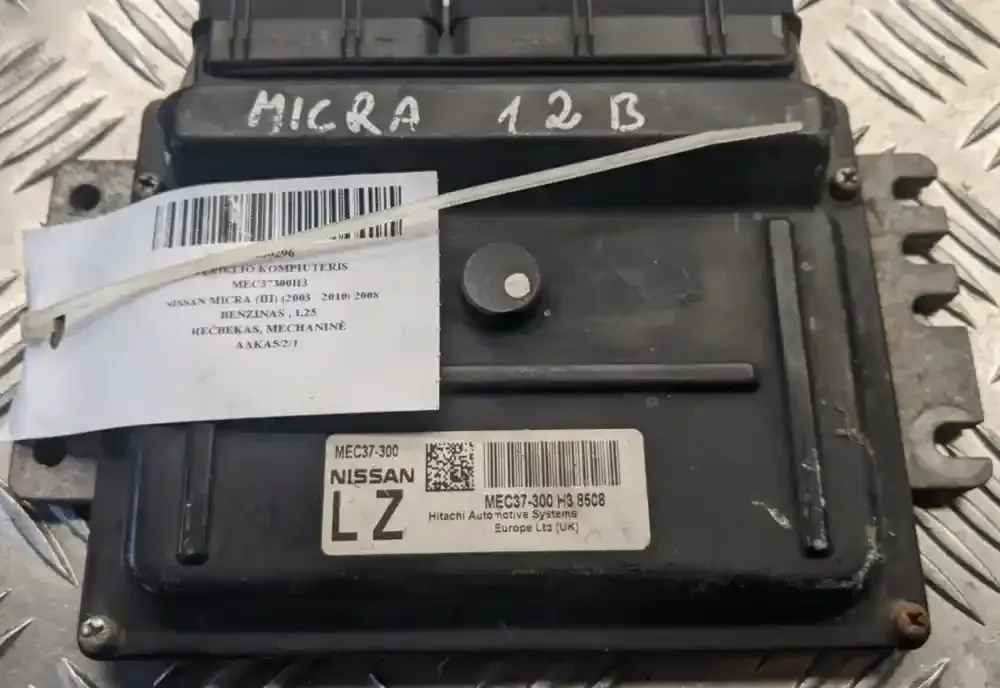 MICRA 1 2 B
KOMPIUTERIS
MEC37300H3
NISSAN MICRA (III) (2003 - 2010) 2008
BENZINAS , 1.25
HEČBEKAS, MECHANINĖ
AAKA5/2/1
MEC37-300
NISSAN
LZ
MEC37-300 H3 8508
Hitachi Automotive Systems
Europe Ltd (UK)